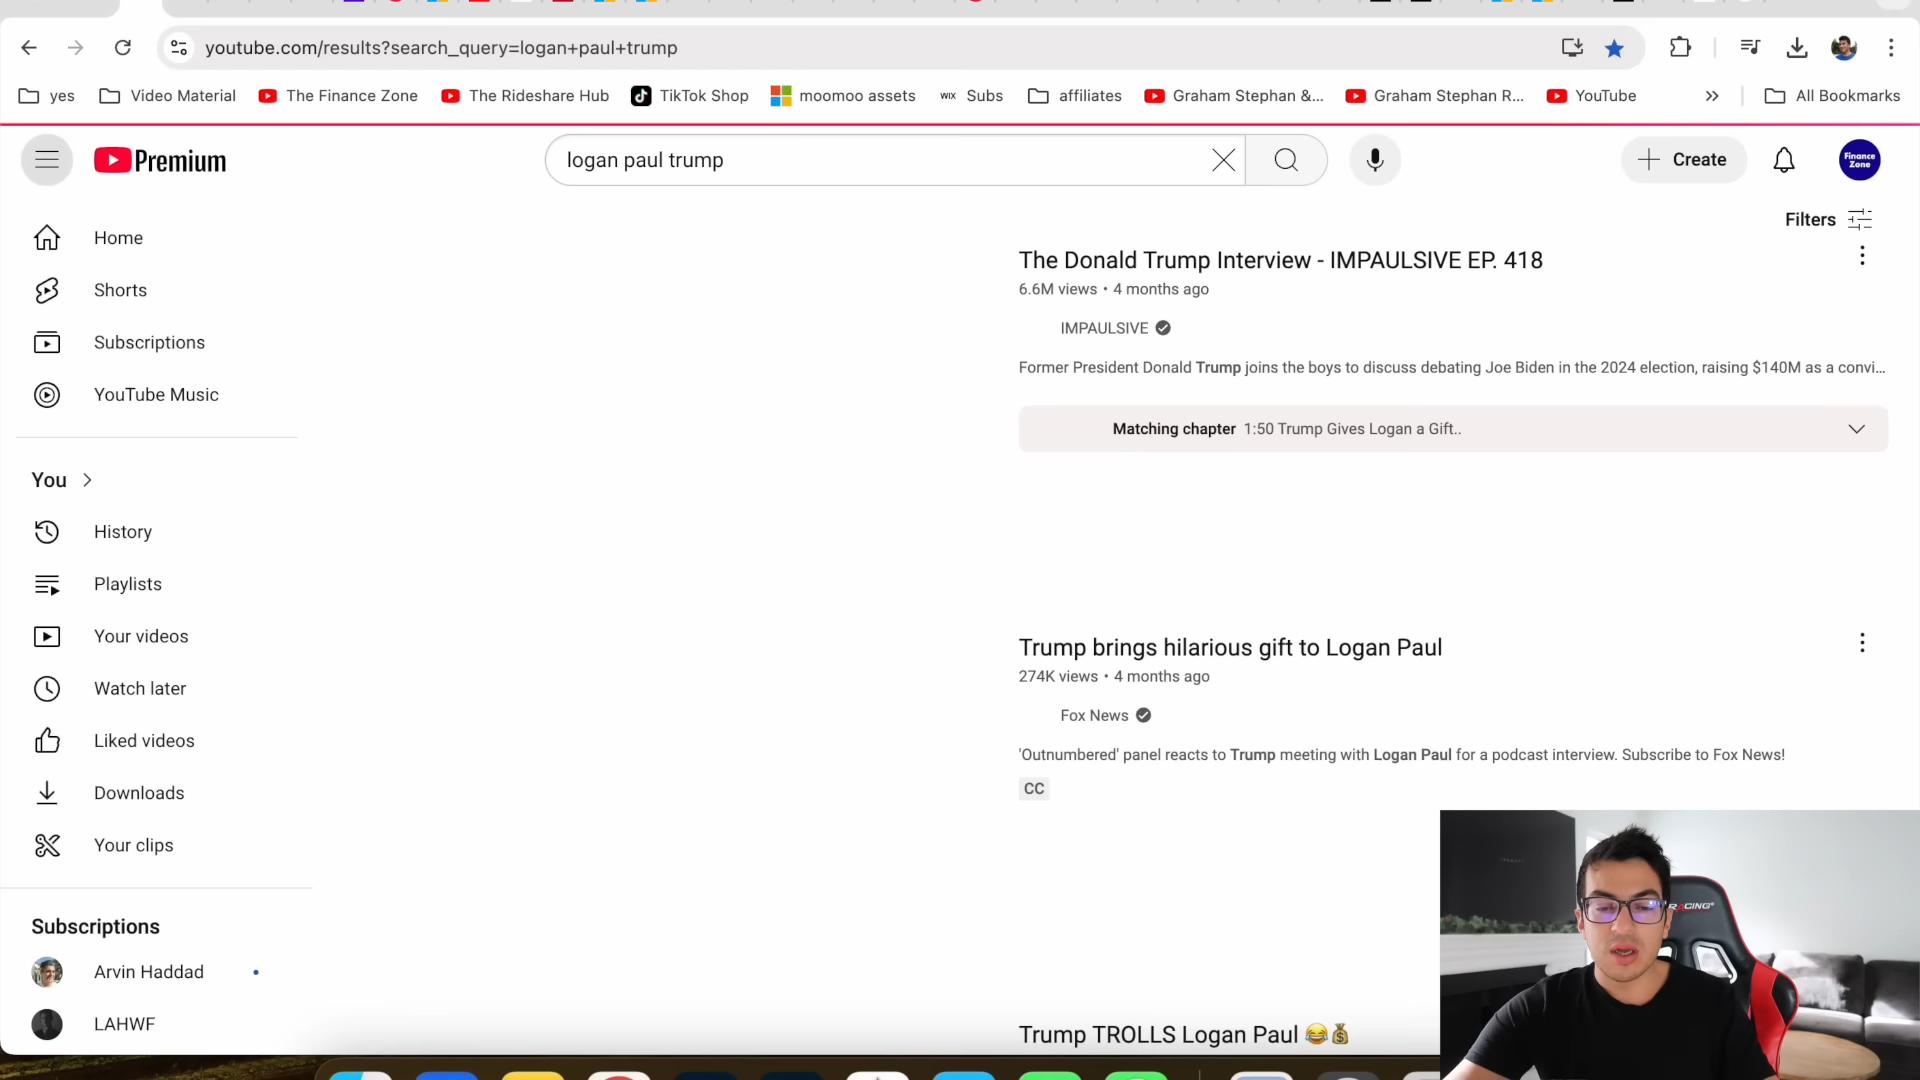 youtube.com/results?search_query=logan+paul+trump
yes
Video Material
The Finance Zone
The Rideshare Hub
TikTok Shop
moomoo assets
WIX Subs
affiliates
Graham Stephan &...
Graham Stephan R...
YouTube
All Bookmarks
Premium
logan paul trump
Create
Finance Zone
Filters
Home
Shorts
Subscriptions
YouTube Music
You
History
Playlists
Your videos
Watch later
Liked videos
Downloads
Your clips
Subscriptions
Arvin Haddad
LAHWF
The Donald Trump Interview - IMPAULSIVE EP. 418
6.6M views • 4 months ago
IMPAULSIVE
Former President Donald Trump joins the boys to discuss debating Joe Biden in the 2024 election, raising $140M as a convi...
Matching chapter 1:50 Trump Gives Logan a Gift..
Trump brings hilarious gift to Logan Paul
274K views • 4 months ago
Fox News
'Outnumbered' panel reacts to Trump meeting with Logan Paul for a podcast interview. Subscribe to Fox News!
CC
Trump TROLLS Logan Paul 😂💰
RACING